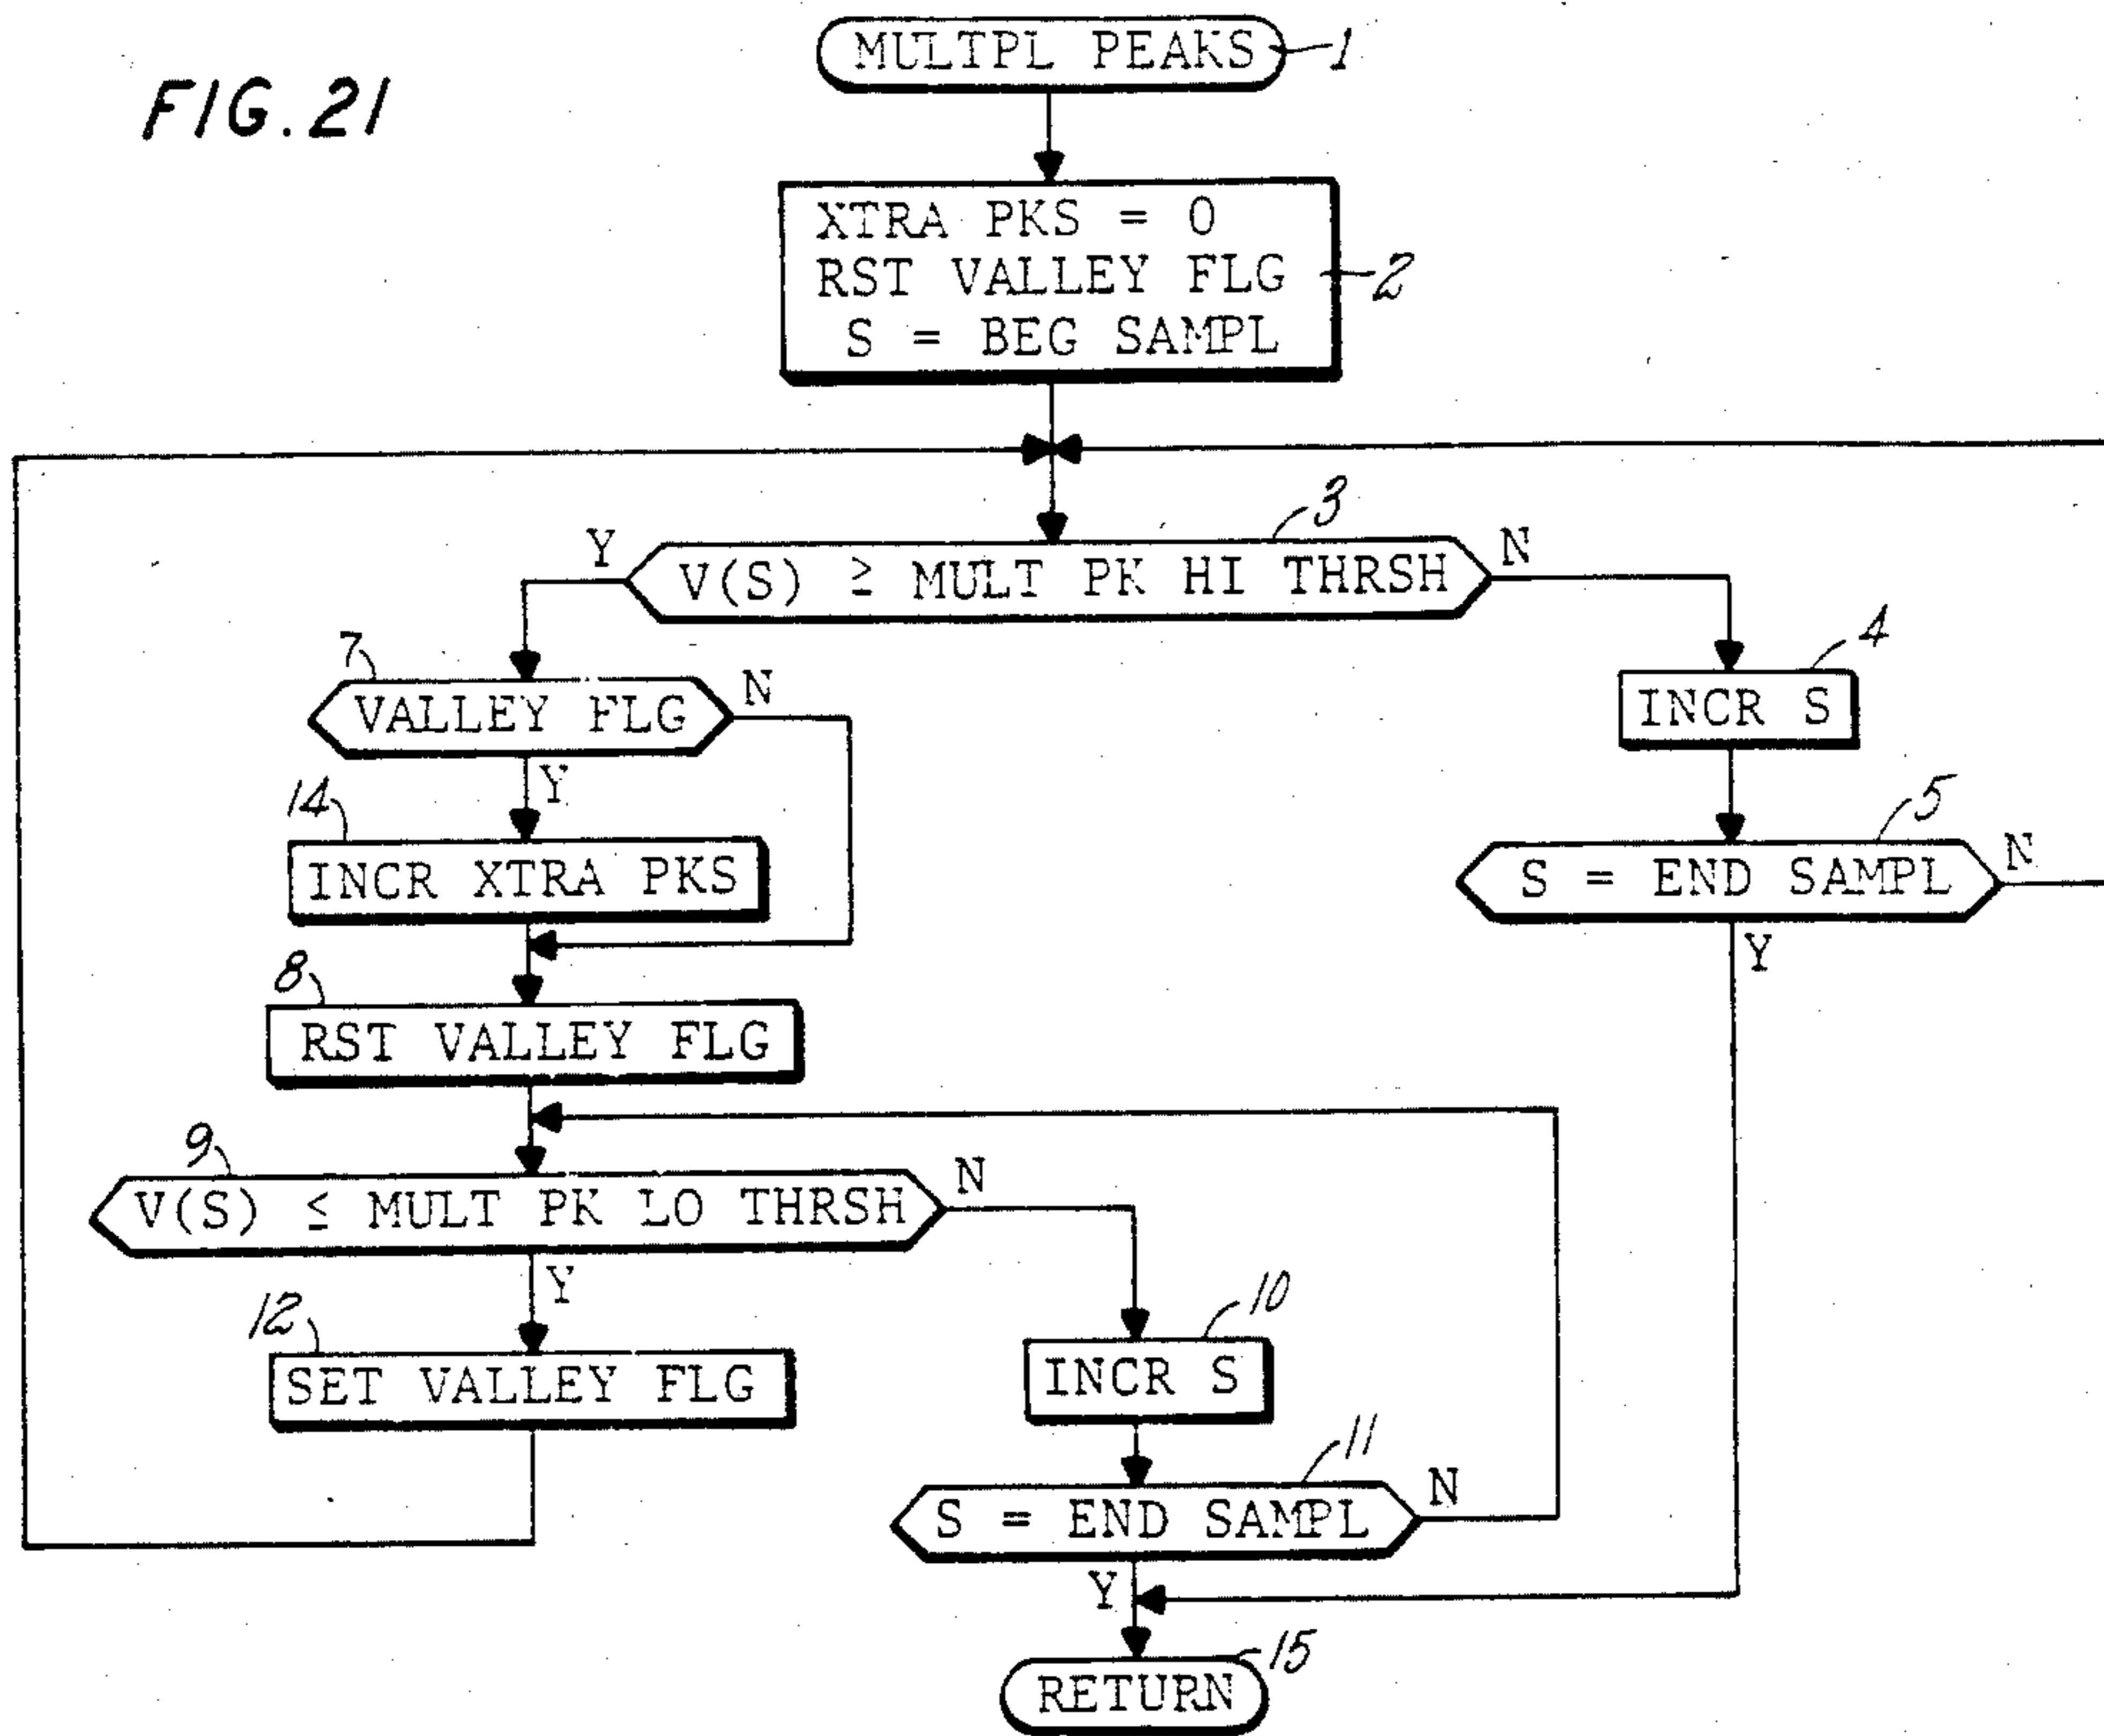 FIG. 21
MULTPL PEAKS
1
XTRA PKS = 0
RST VALLEY FLG
S = BEG SAMPL
2
3
Y
V(S) ≥ MULT PK HI THRSH
N
7
VALLEY FLG
N
4
INCR S
Y
14
INCR XTRA PKS
5
S = END SAMPL
N
Y
8
RST VALLEY FLG
9
V(S) ≤ MULT PK LO THRSH
N
Y
12
SET VALLEY FLG
10
INCR S
11
S = END SAMPL
N
Y
15
RETURN